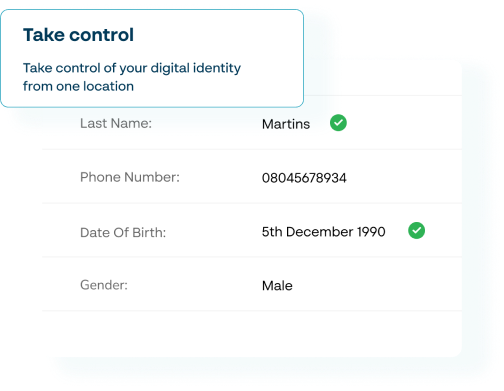 Take control
Take control of your digital identity
from one location
Last Name: Martins
Phone Number: 08045678934
Date Of Birth: 5th December 1990
Gender: Male